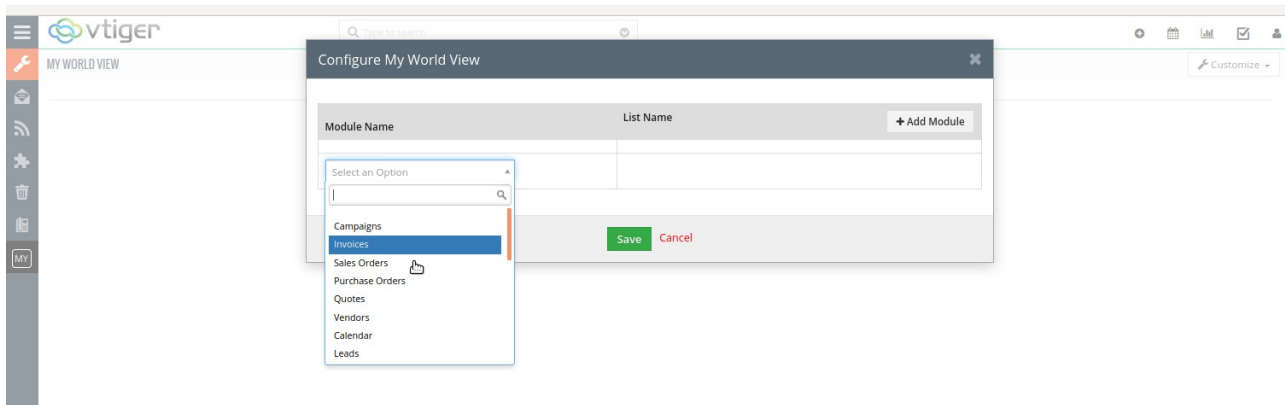 vtiger
Type to search
MY WORLD VIEW
Customize
Configure My World View
Module Name
List Name
+ Add Module
Select an Option
Campaigns
Invoices
Sales Orders
Purchase Orders
Quotes
Vendors
Calendar
Leads
Save Cancel
MY